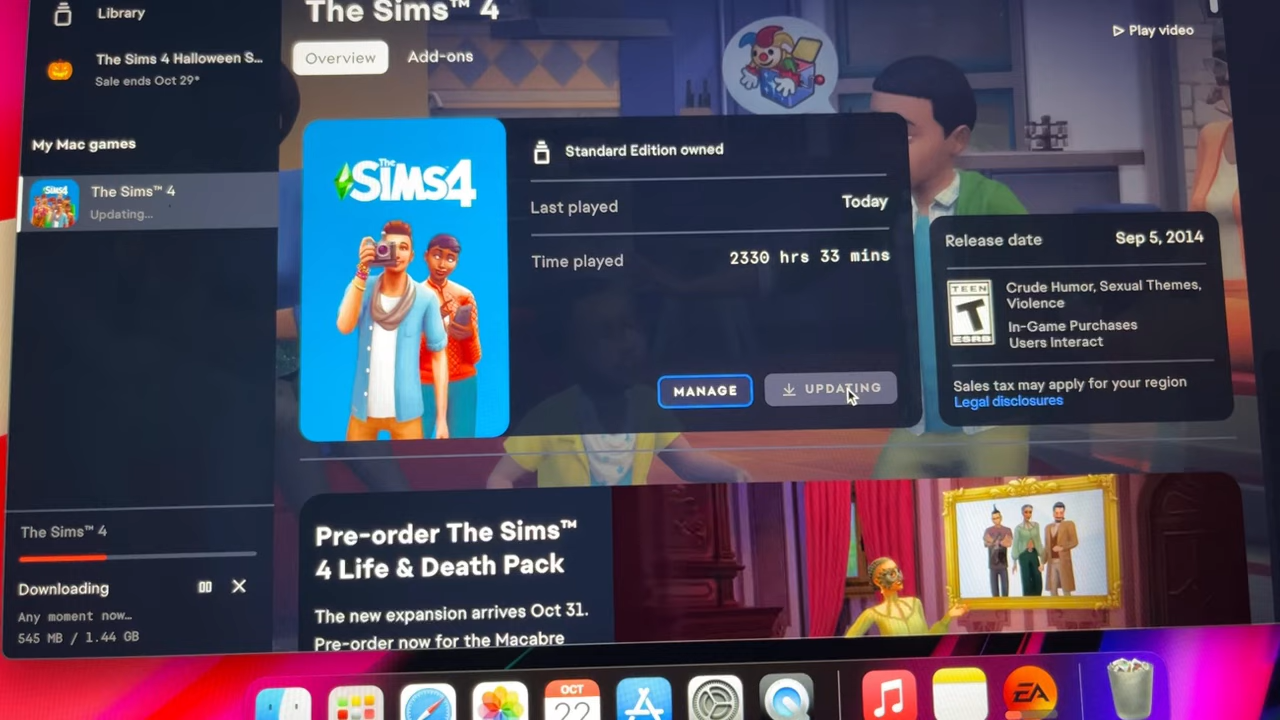 Library
The Sims 4 Halloween S...
Sale ends Oct 29*
My Mac games
The Sims™ 4
Updating...
The Sims™ 4
Downloading
Any moment now…
545 MB / 1.44 GB
The Sims™ 4
Overview
Add-ons
Play video
The SIMS4
Standard Edition owned
Last played
Today
Time played
2330 hrs 33 mins
MANAGE
UPDATING
Release date
Sep 5, 2014
TEEN
T
ESRB
Crude Humor, Sexual Themes,
Violence
In-Game Purchases
Users Interact
Sales tax may apply for your region
Legal disclosures
Pre-order The Sims™
4 Life & Death Pack
The new expansion arrives Oct 31.
Pre-order now for the Macabre
OCT
22
EA